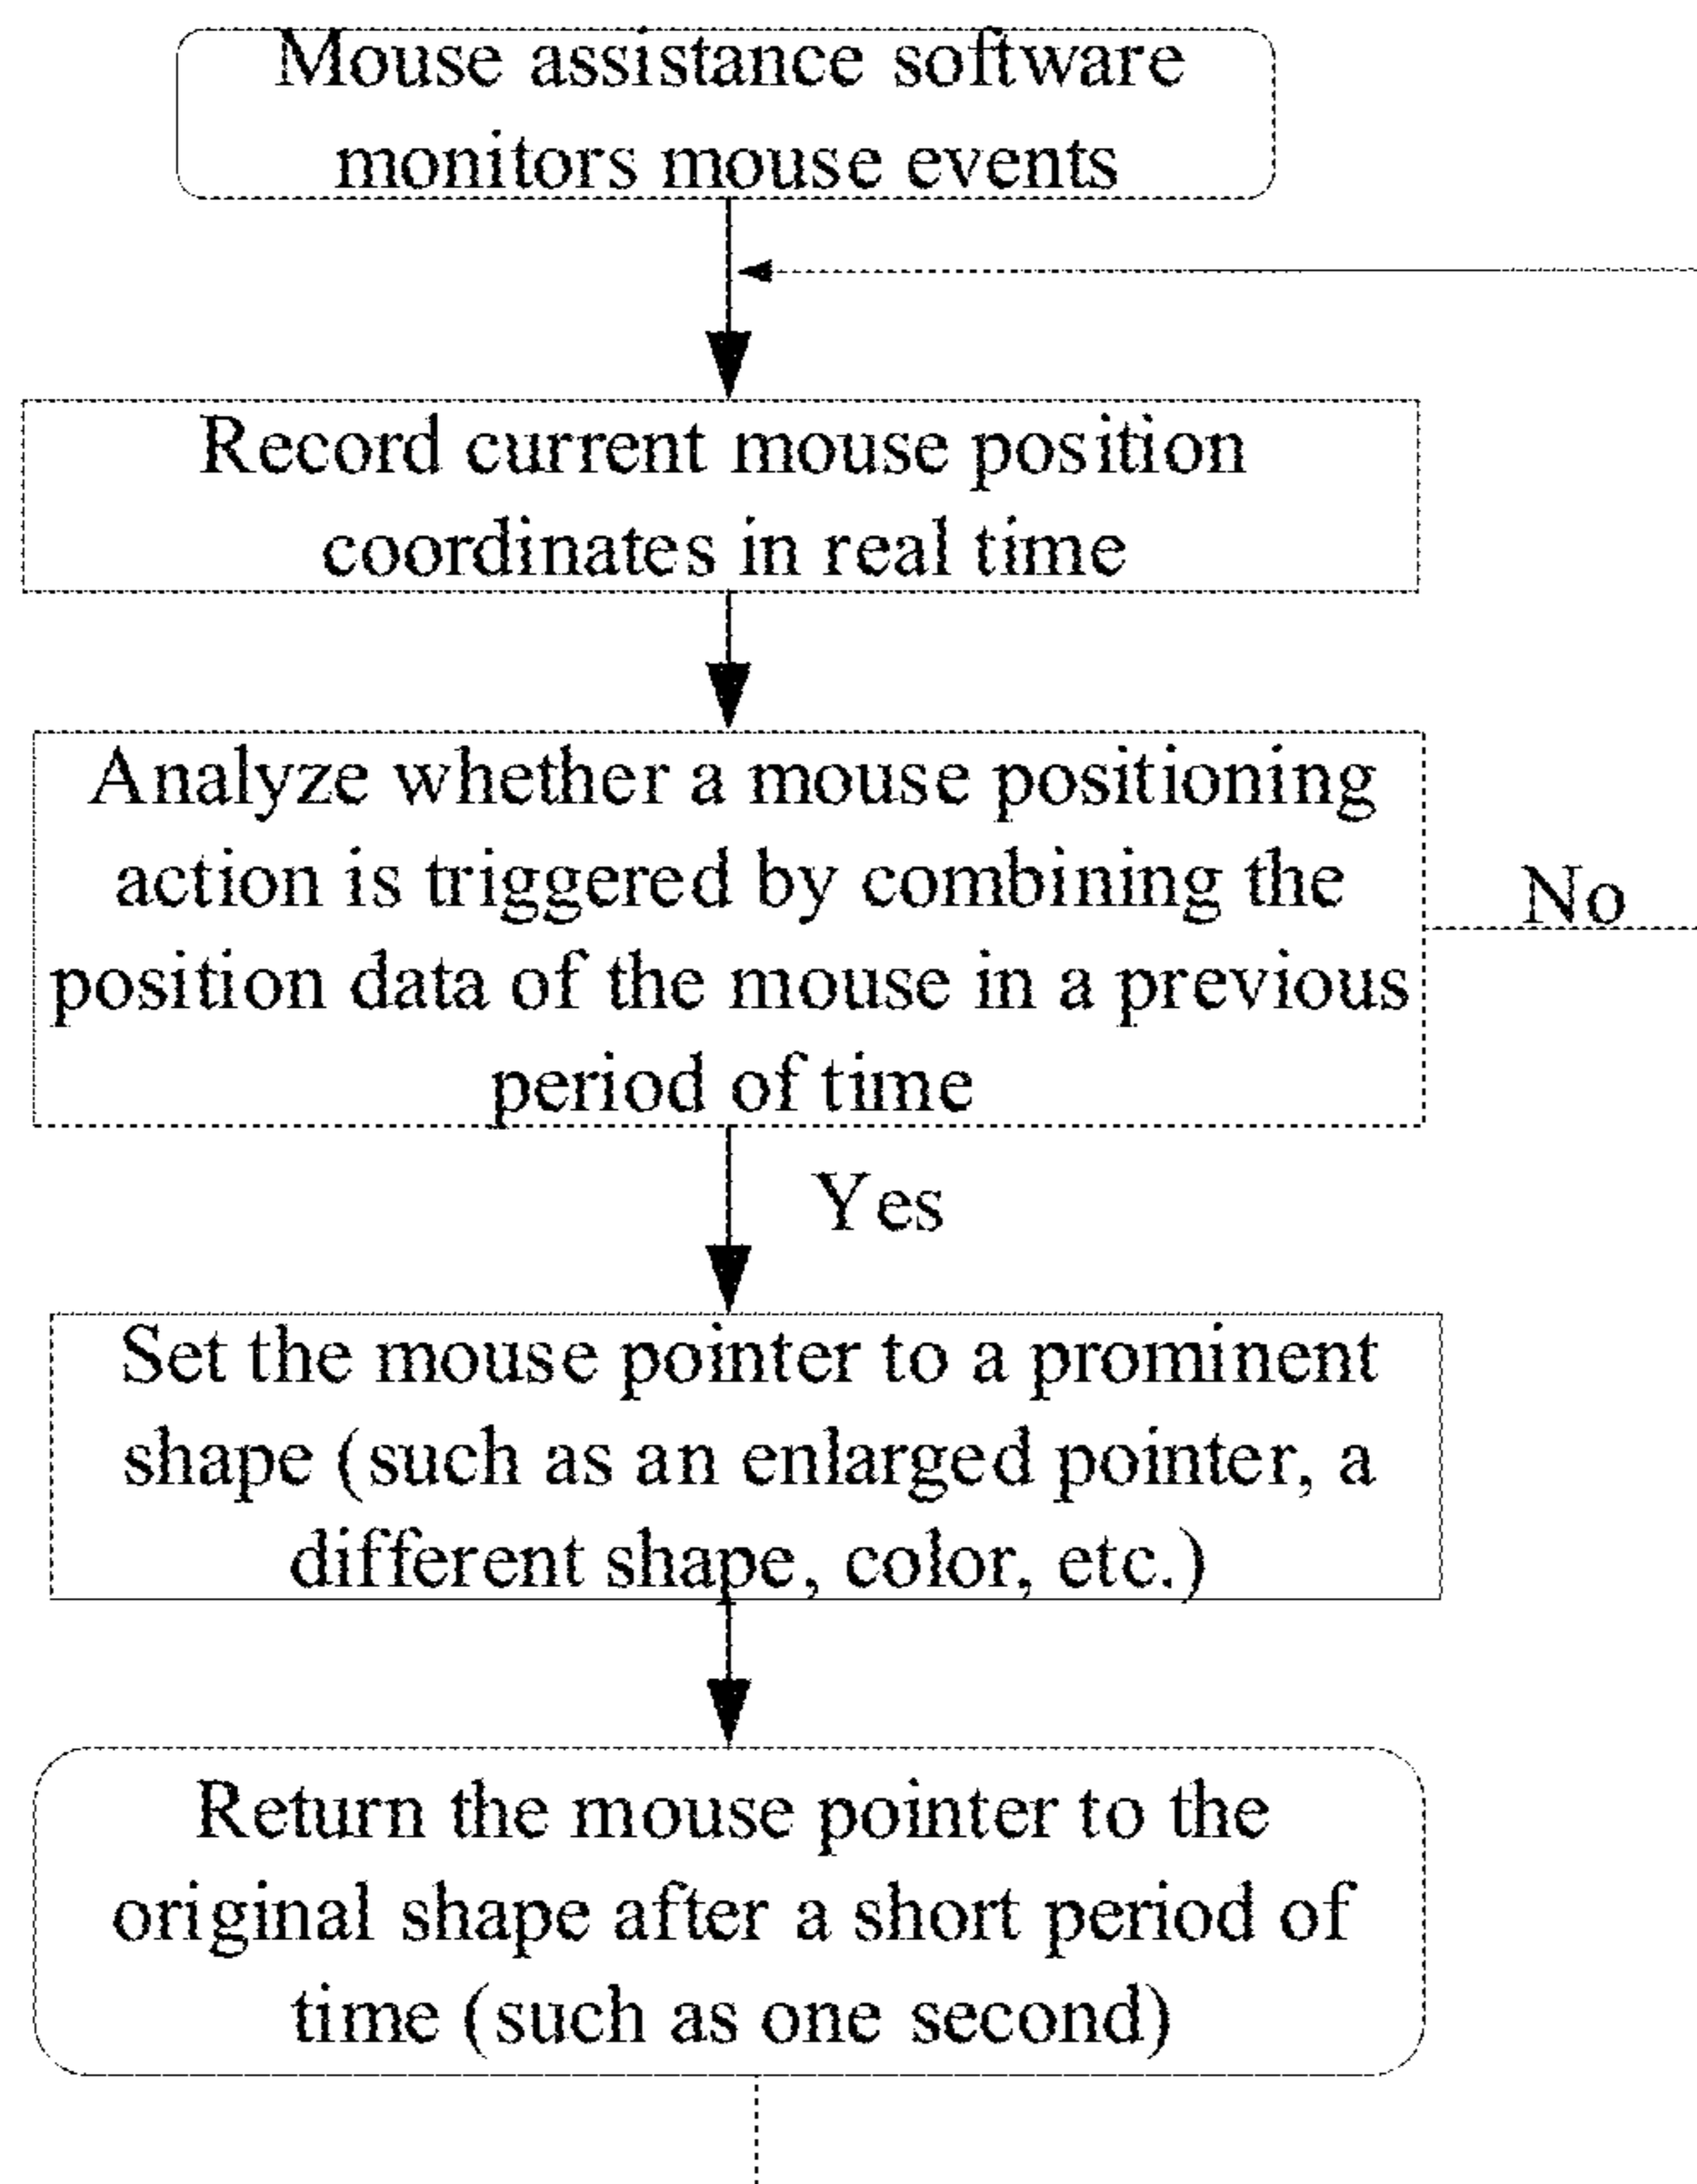 Mouse assistance software
monitors mouse events
Record current mouse position
coordinates in real time
Analyze whether a mouse positioning
action is triggered by combining the
position data of the mouse in a previous
period of time
No
Yes
Set the mouse pointer to a prominent
shape (such as an enlarged pointer, a
different shape, color, etc.)
Return the mouse pointer to the
original shape after a short period of
time (such as one second)